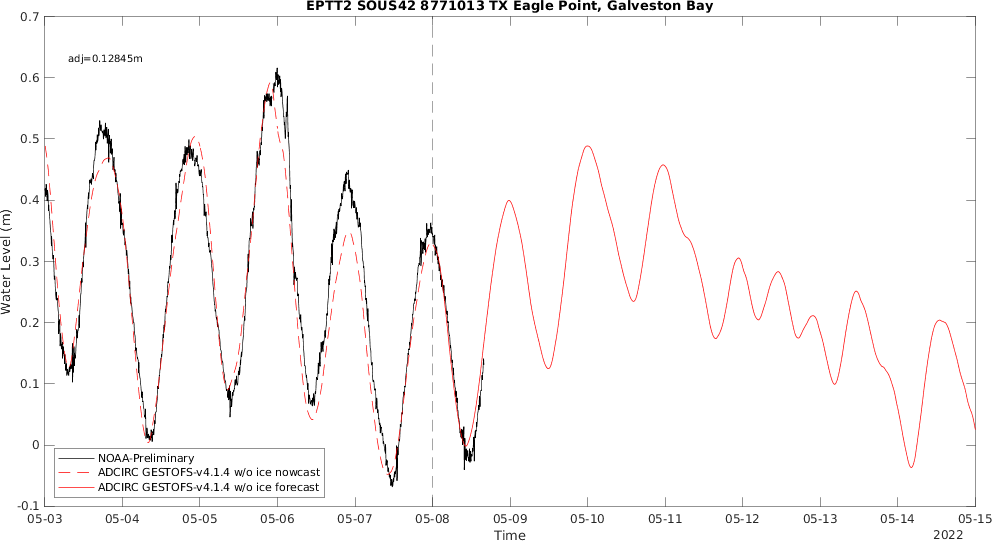 EPTT2 SOUS42 8771013 TX Eagle Point, Galveston Bay
0.7
adj=0.12845m
0.6
0.5
0.4
0.3
0.2
0.1
0
-0.1
Water Level (m)
NOAA-Preliminary
ADCIRC GESTOFS-v4.1.4 w/o ice nowcast
ADCIRC GESTOFS-v4.1.4 w/o ice forecast
05-03 05-04 05-05 05-06 05-07 05-08 05-09 05-10 05-11 05-12 05-13 05-14 05-15
Time
2022